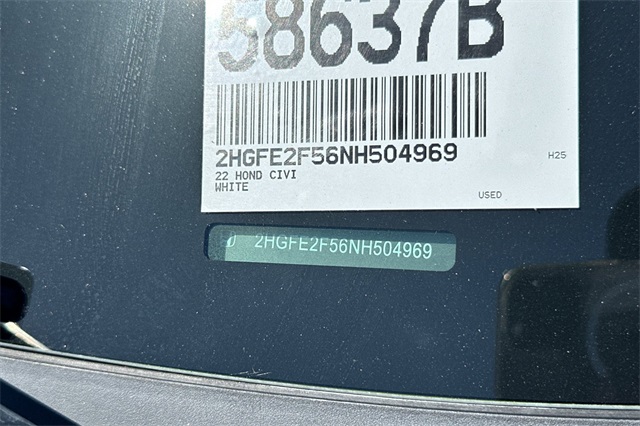 58637B
2HGFE2F56NH504969
H25
22 HOND CIVI
WHITE
USED
2HGFE2F56NH504969